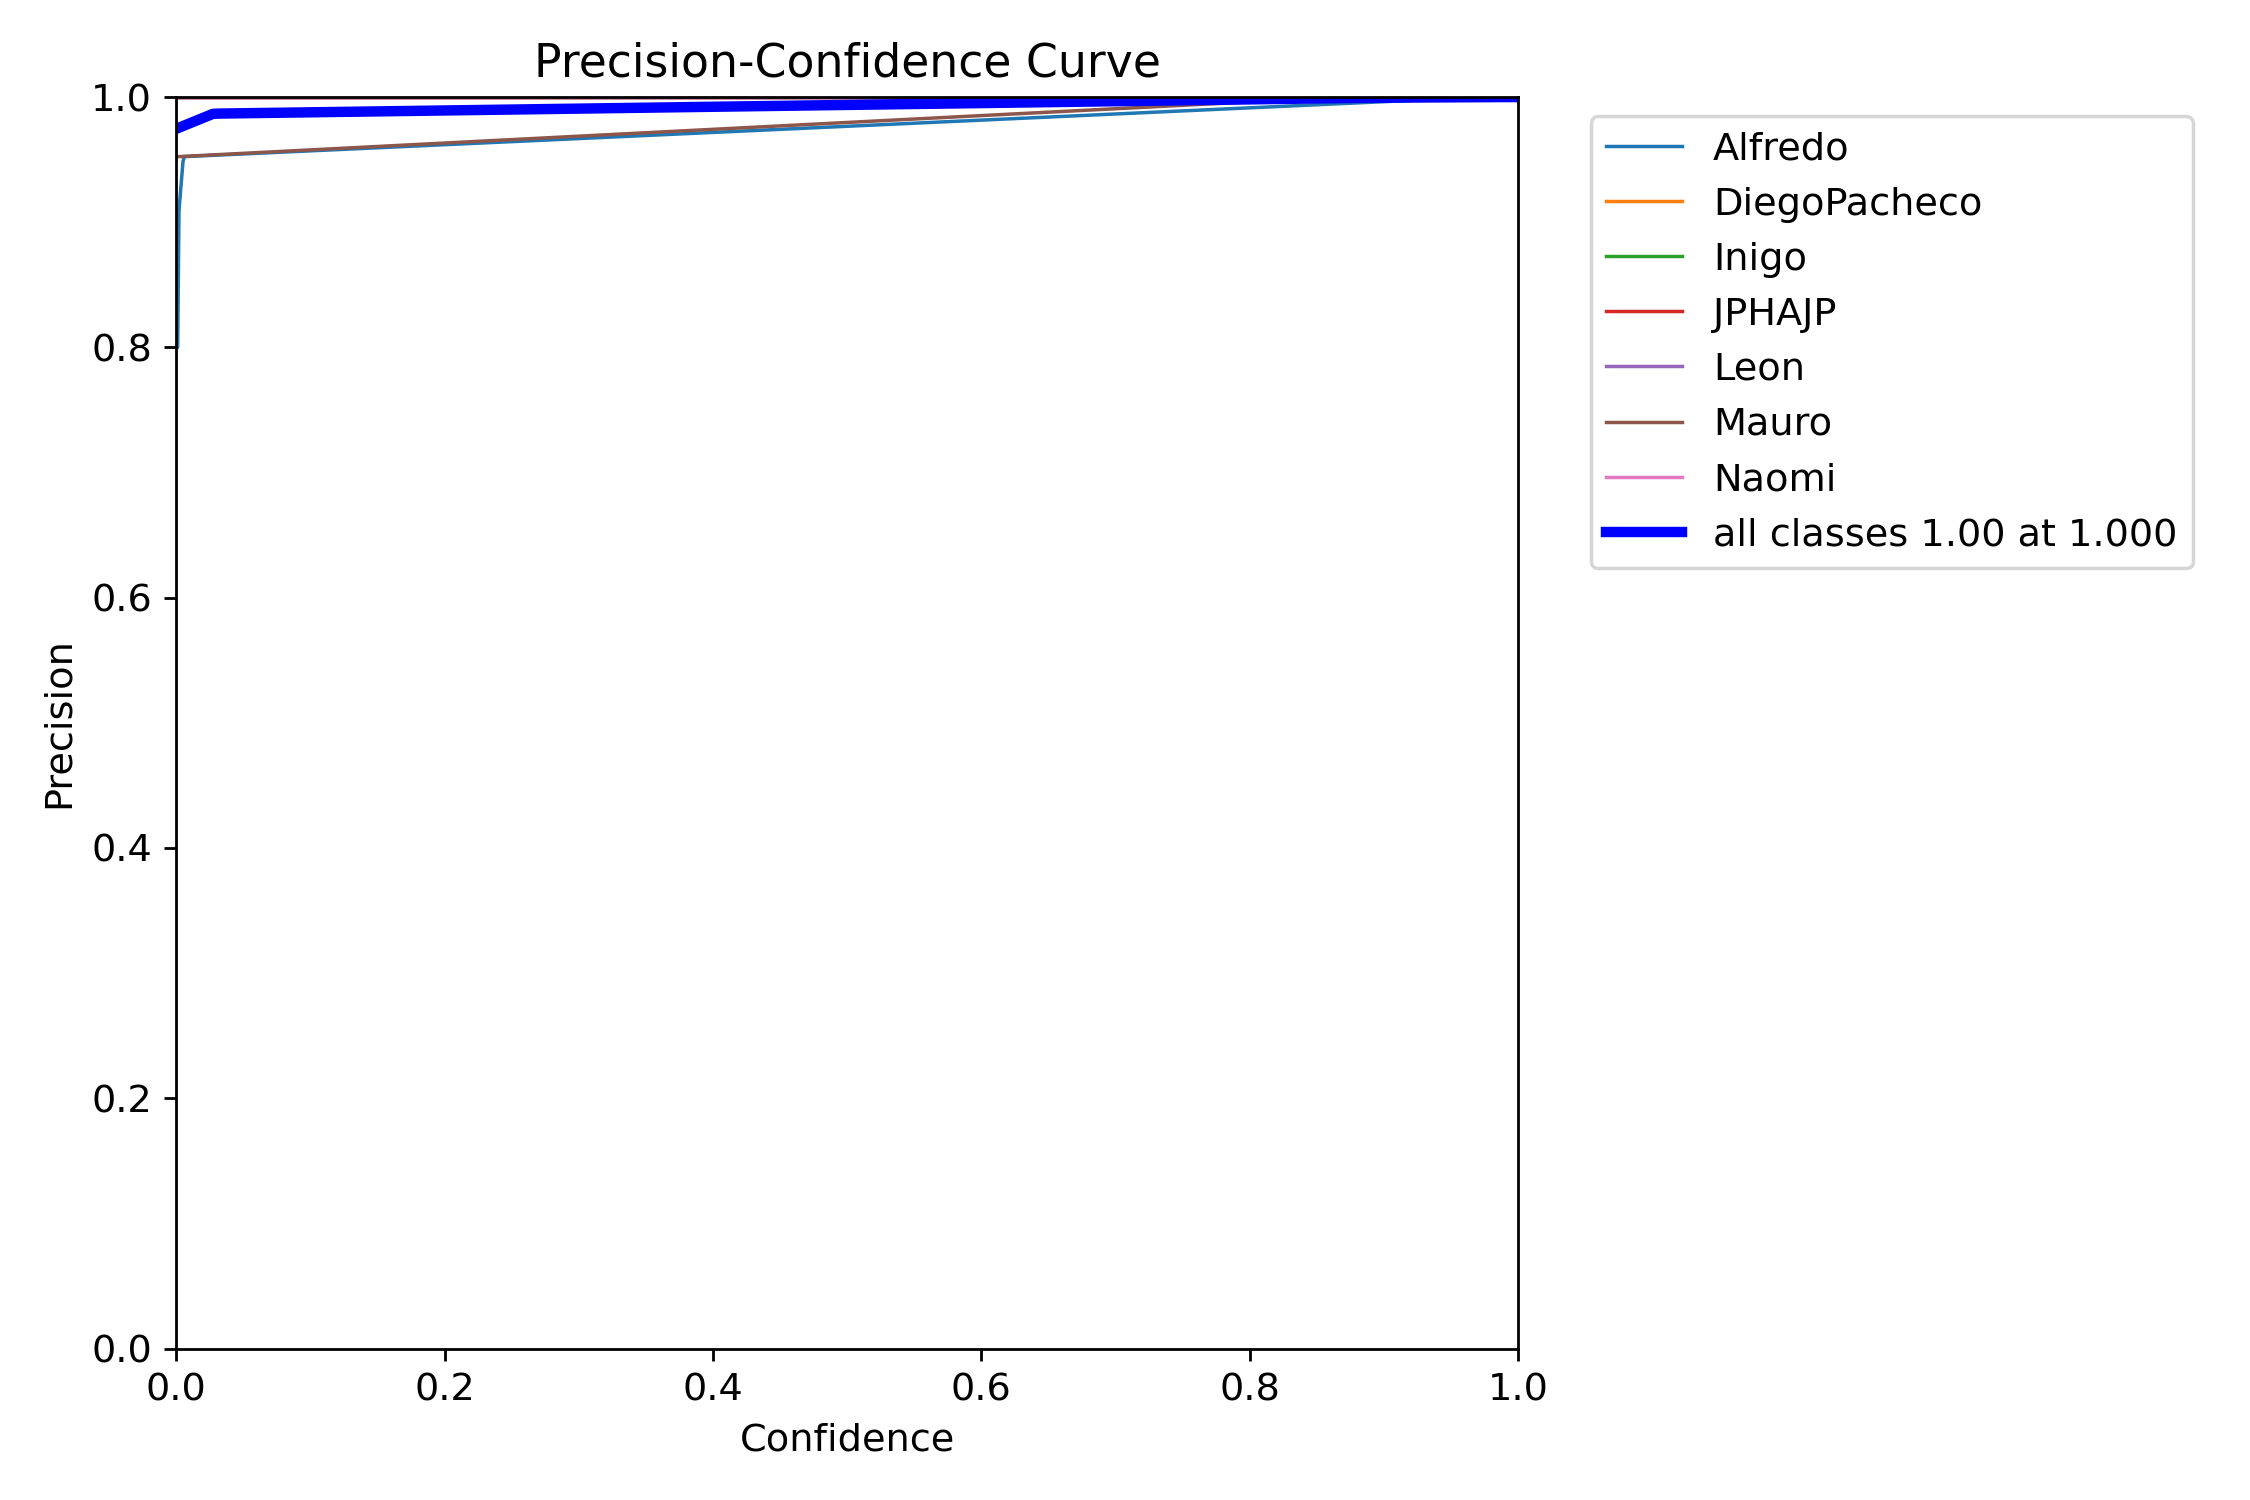 Precision-Confidence Curve
1.0
0.8
0.6
0.4
0.2
0.0
Precision
0.0 0.2 0.4 0.6 0.8 1.0
Confidence
Alfredo
DiegoPacheco
Inigo
JPHAJP
Leon
Mauro
Naomi
all classes 1.00 at 1.000